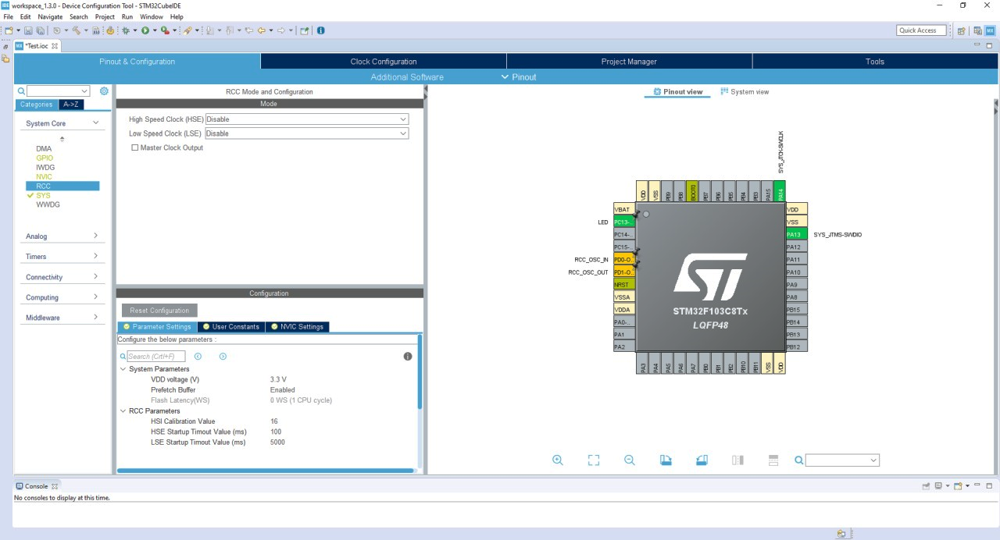 workspace_1.3.0 - Device Configuration Tool - STM32CubeIDE
File Edit Navigate Search Project Run Window Help
Quick Access
*Test.ioc
Pinout & Configuration
Clock Configuration
Project Manager
Tools
Additional Software
Pinout
Categories
A->Z
System Core
DMA
GPIO
IWDG
NVIC
RCC
SYS
WWDG
Analog
Timers
Connectivity
Computing
Middleware
RCC Mode and Configuration
Mode
High Speed Clock (HSE) Disable
Low Speed Clock (LSE) Disable
Master Clock Output
Configuration
Reset Configuration
Parameter Settings
User Constants
NVIC Settings
Configure the below parameters :
Search (Crtl+F)
System Parameters
VDD voltage (V) 3.3 V
Prefetch Buffer Enabled
Flash Latency(WS) 0 WS (1 CPU cycle)
RCC Parameters
HSI Calibration Value 16
HSE Startup Timout Value (ms) 100
LSE Startup Timout Value (ms) 5000
Pinout view
System view
SYS_JTCK-SWCLK
VDD VSS PB9 PB8 BOOT0 PB7 PB6 PB5 PB4 PB3 PA15 PA14
VBAT
LED PC13-..
PC14-..
PC15-..
RCC_OSC_IN PD0-O..
RCC_OSC_OUT PD1-O..
NRST
VSSA
VDDA
PA0-..
PA1
PA2
VDD
VSS
PA13 SYS_JTMS-SWDIO
PA12
PA11
PA10
PA9
PA8
PB15
PB14
PB13
PB12
ST
STM32F103C8Tx
LQFP48
PA3 PA4 PA5 PA6 PA7 PB0 PB1 PB2 PB10 PB11 VSS VDD
Console
No consoles to display at this time.